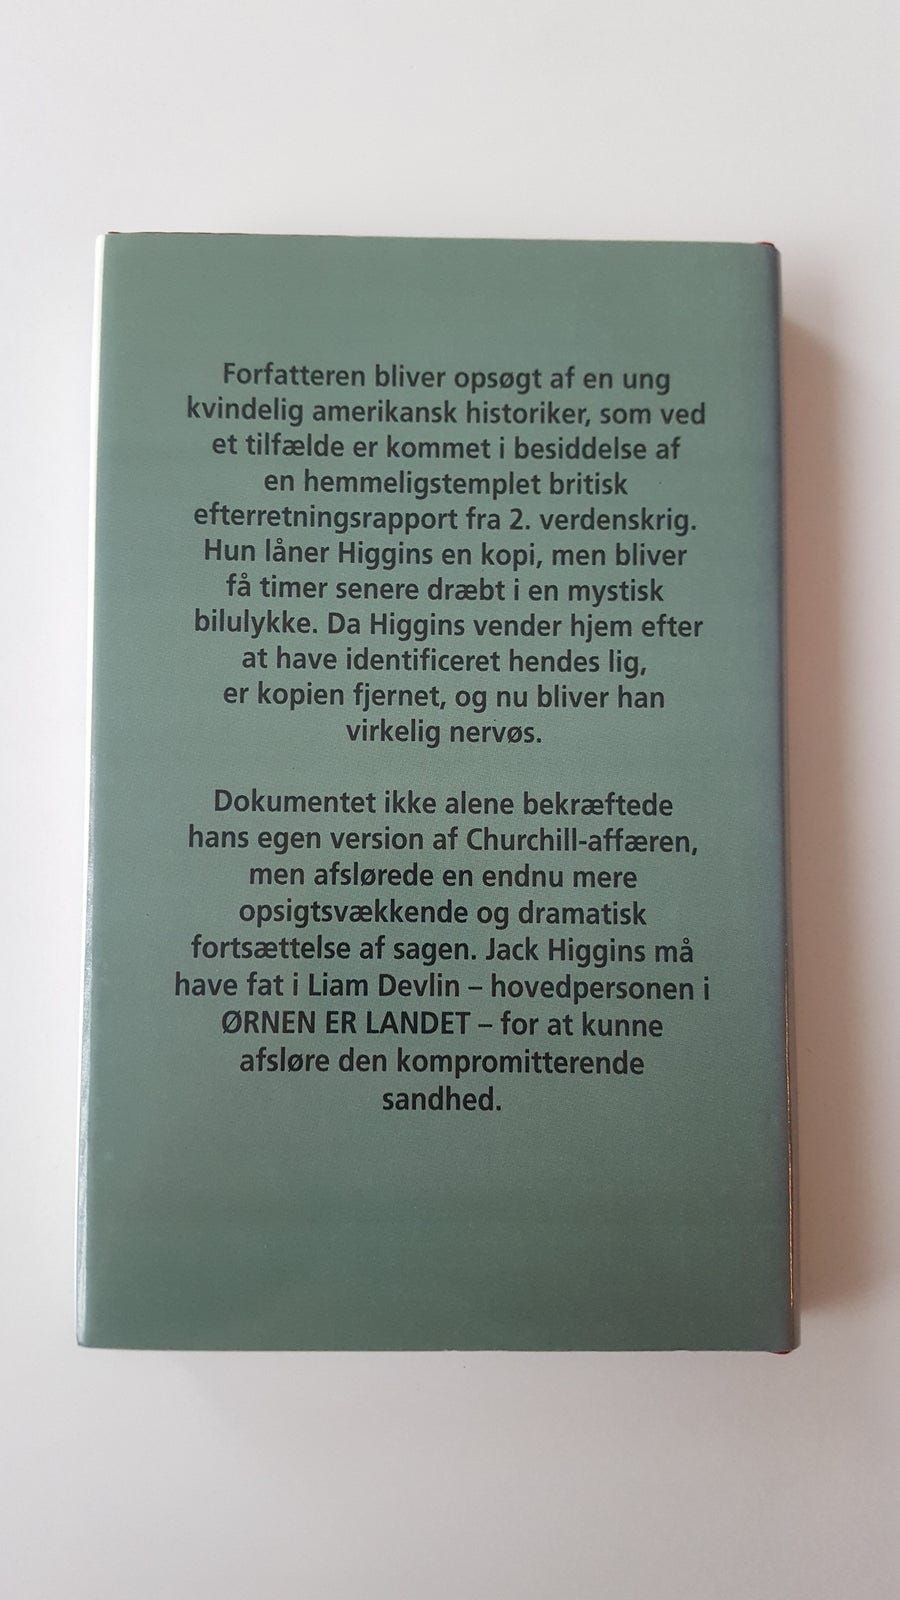 Forfatteren bliver opsøgt af en ung
kvindelig amerikansk historiker, som ved
et tilfælde er kommet i besiddelse af
en hemmeligstemplet britisk
efterretningsrapport fra 2. verdenskrig.
Hun låner Higgins en kopi, men bliver
få timer senere dræbt i en mystisk
bilulykke. Da Higgins vender hjem efter
at have identificeret hendes lig,
er kopien fjernet, og nu bliver han
virkelig nervøs.
Dokumentet ikke alene bekræftede
hans egen version af Churchill-affæren,
men afslørede en endnu mere
opsigtsvækkende og dramatisk
fortsættelse af sagen. Jack Higgins må
have fat i Liam Devlin – hovedpersonen i
ØRNEN ER LANDET – for at kunne
afsløre den kompromitterende
sandhed.